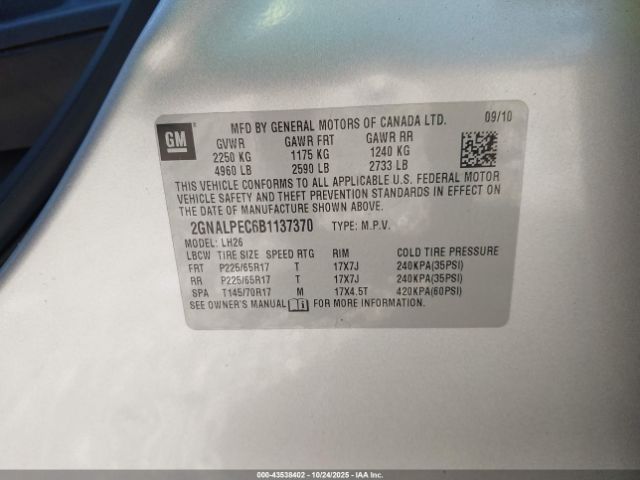 GM
MFD BY GENERAL MOTORS OF CANADA LTD. 09/10
GVWR GAWR FRT GAWR RR
2250 KG 1175 KG 1240 KG
4960 LB 2590 LB 2733 LB
THIS VEHICLE CONFORMS TO ALL APPLICABLE U.S. FEDERAL MOTOR
VEHICLE SAFETY AND THEFT PREVENTION STANDARDS IN EFFECT ON
THE DATE OF MANUFACTURE SHOWN ABOVE.
2GNALPEC6B1137370 TYPE: M.P.V.
MODEL: LH26
LBCW TIRE SIZE SPEED RTG RIM COLD TIRE PRESSURE
FRT P225/65R17 T 17X7J 240KPA(35PSI)
RR P225/65R17 T 17X7J 240KPA(35PSI)
SPA T145/70R17 M 17X4.5T 420KPA(60PSI)
SEE OWNER'S MANUAL FOR MORE INFORMATION.
000-43538402 - 10/24/2025 - IAA Inc.